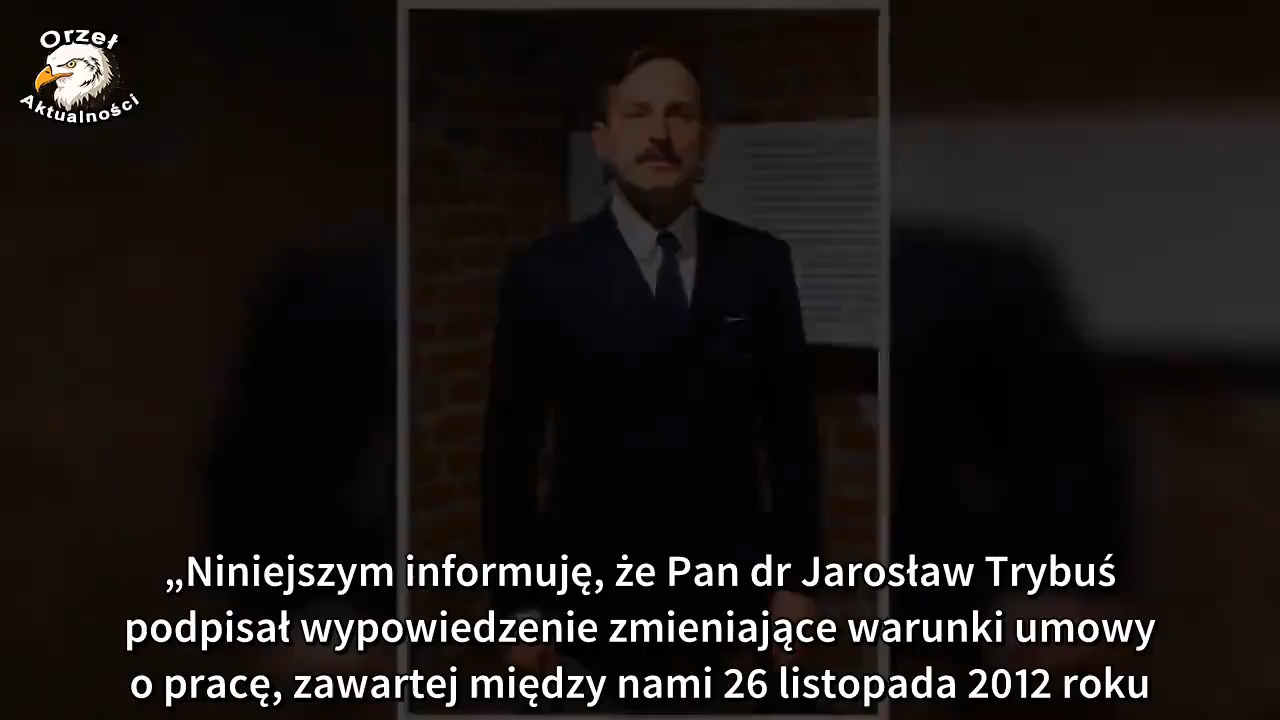 Orzeł
Aktualności
„Niniejszym informuję, że Pan dr Jarosław Trybuś
podpisał wypowiedzenie zmieniające warunki umowy
o pracę, zawartej między nami 26 listopada 2012 roku